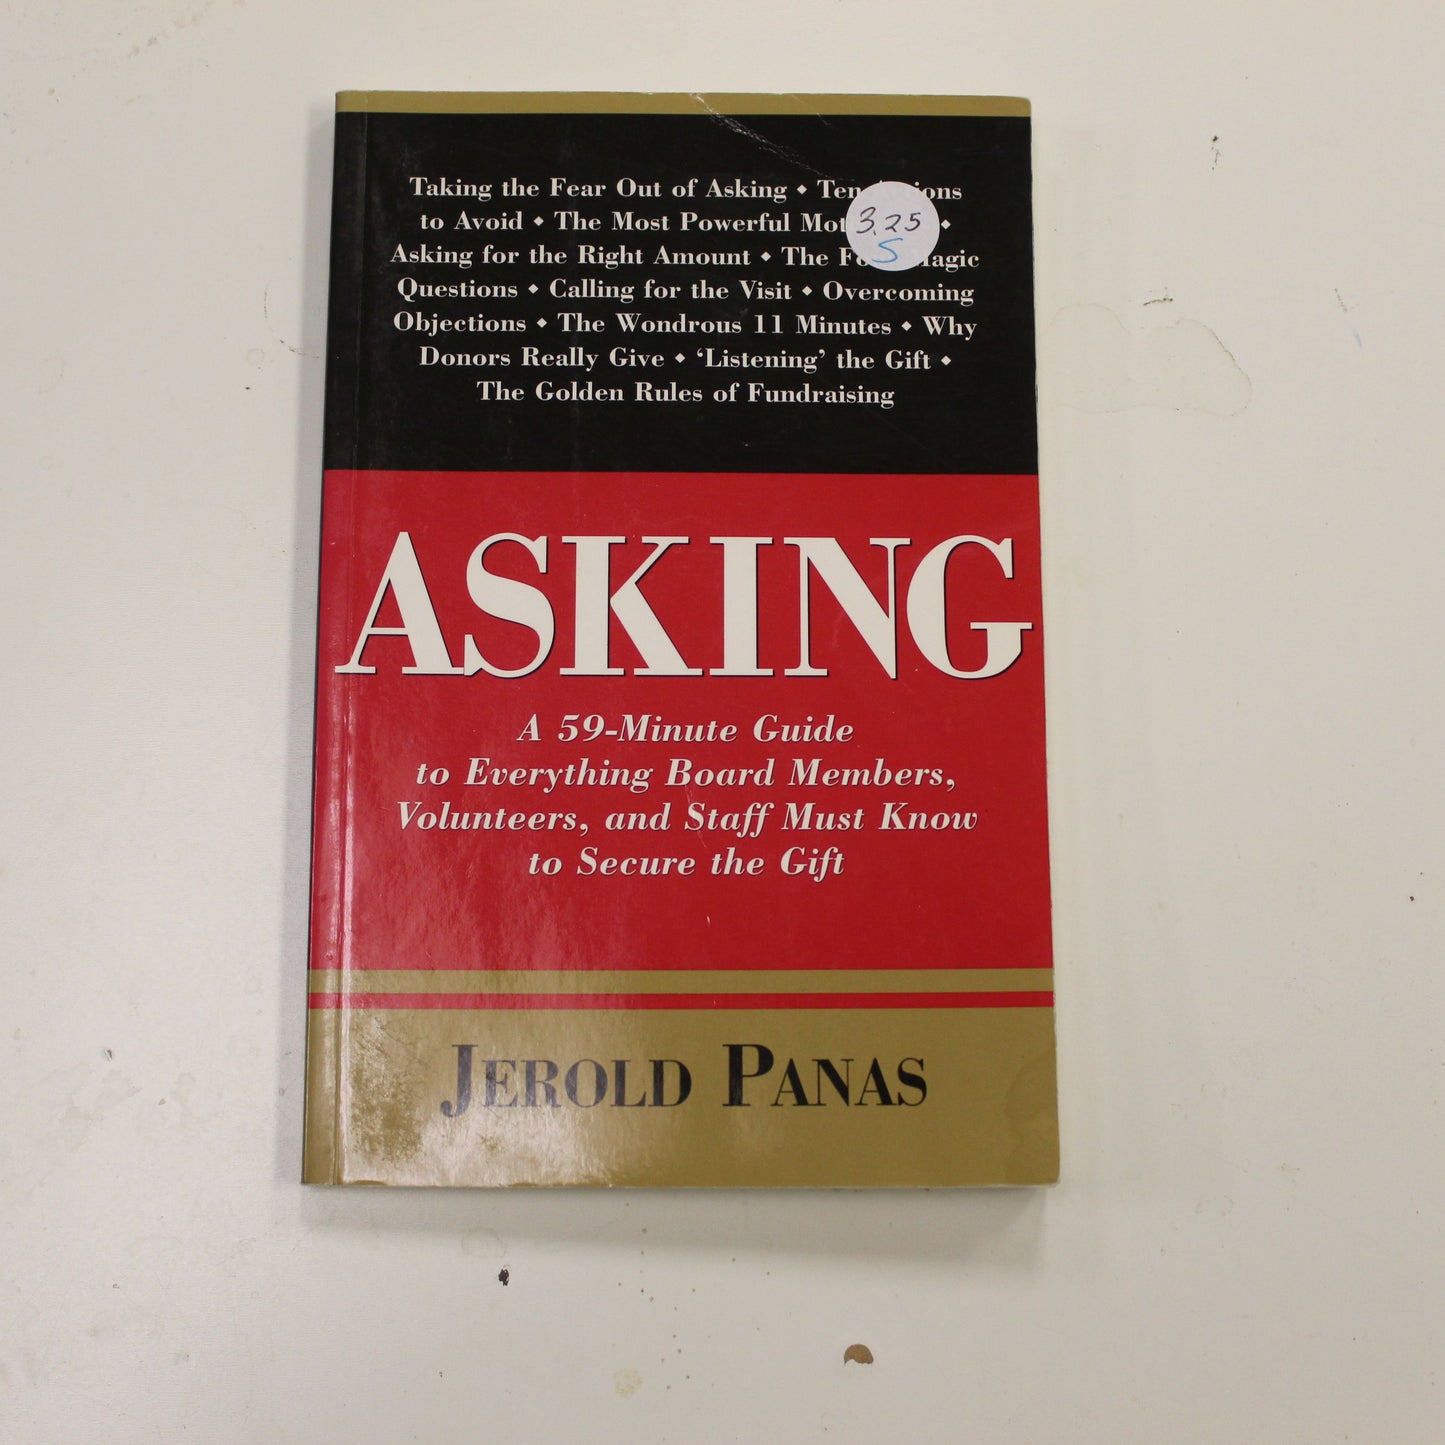 Taking the Fear Out of Asking ⬥ Ten
to Avoid ⬥ The Most Powerful ⬥
Asking for the Right Amount ⬥ The
Questions ⬥ Calling for the Visit ⬥ Overcoming
Objections ⬥ The Wondrous 11 Minutes ⬥ Why
Donors Really Give ⬥ ‘Listening’ the Gift ⬥
The Golden Rules of Fundraising
3.25
S
ASKING
A 59-Minute Guide
to Everything Board Members,
Volunteers, and Staff Must Know
to Secure the Gift
JEROLD PANAS